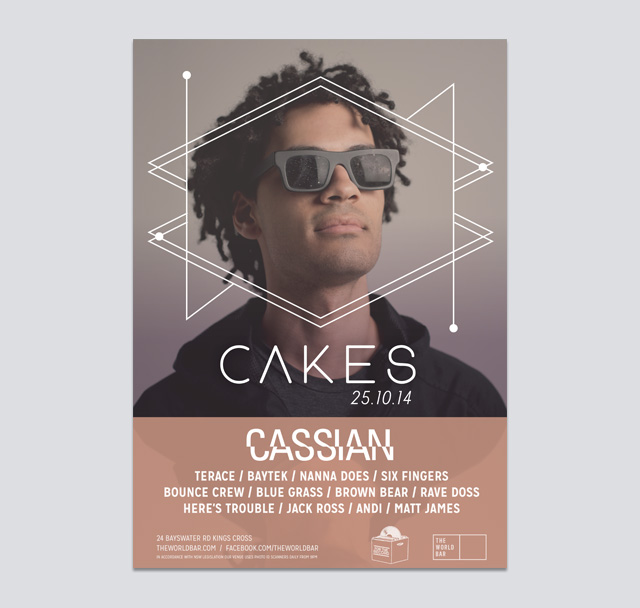 CAKES
25.10.14
CASSIAN
TERACE / BAYTEK / NANNA DOES / SIX FINGERS
BOUNCE CREW / BLUE GRASS / BROWN BEAR / RAVE DOSS
HERE'S TROUBLE / JACK ROSS / ANDI / MATT JAMES
24 BAYSWATER RD KINGS CROSS
THEWORLDBAR.COM / FACEBOOK.COM/THEWORLDBAR
THE
WORLD
BAR